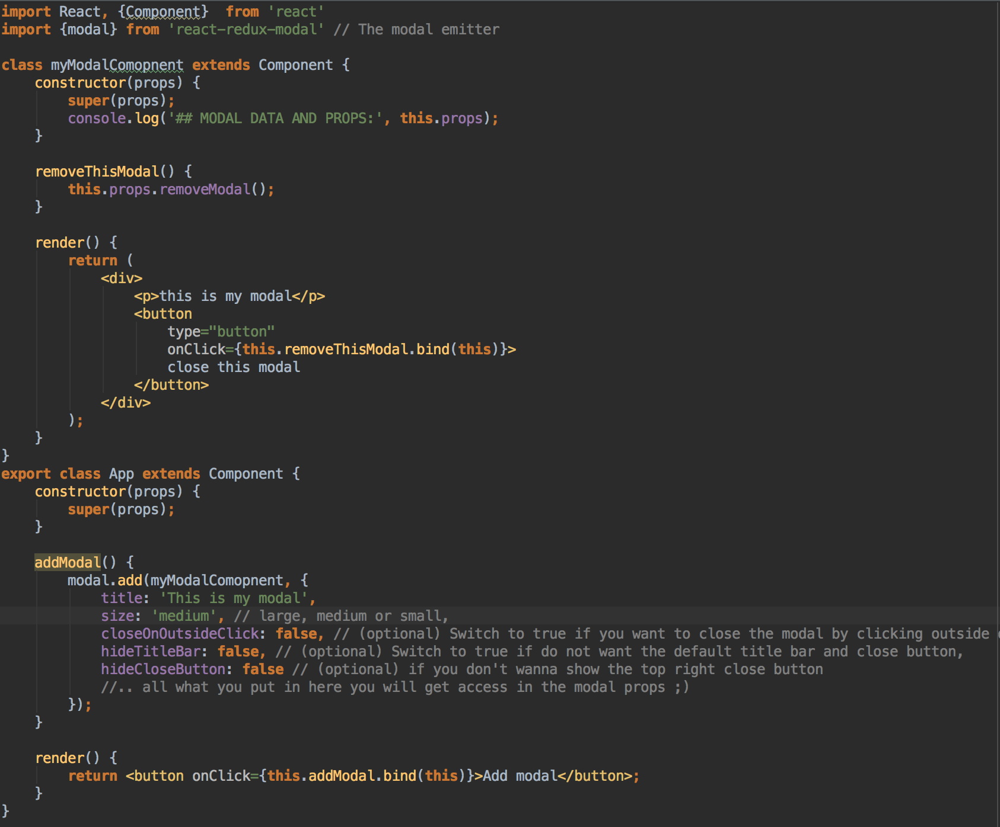 import React, {Component}  from 'react'
import {modal} from 'react-redux-modal' // The modal emitter
class myModalComopnent extends Component {
constructor(props) {
super(props);
console.log('## MODAL DATA AND PROPS:', this.props);
}
removeThisModal() {
this.props.removeModal();
}
render() {
return (
<div>
<p>this is my modal</p>
<button
type="button"
onClick={this.removeThisModal.bind(this)}>
close this modal
</button>
</div>
);
}
}
export class App extends Component {
constructor(props) {
super(props);
}
addModal() {
modal.add(myModalComopnent, {
title: 'This is my modal',
size: 'medium', // large, medium or small,
closeOnOutsideClick: false, // (optional) Switch to true if you want to close the modal by clicking outside
hideTitleBar: false, // (optional) Switch to true if do not want the default title bar and close button,
hideCloseButton: false // (optional) if you don't wanna show the top right close button
//.. all what you put in here you will get access in the modal props ;)
});
}
render() {
return <button onClick={this.addModal.bind(this)}>Add modal</button>;
}
}